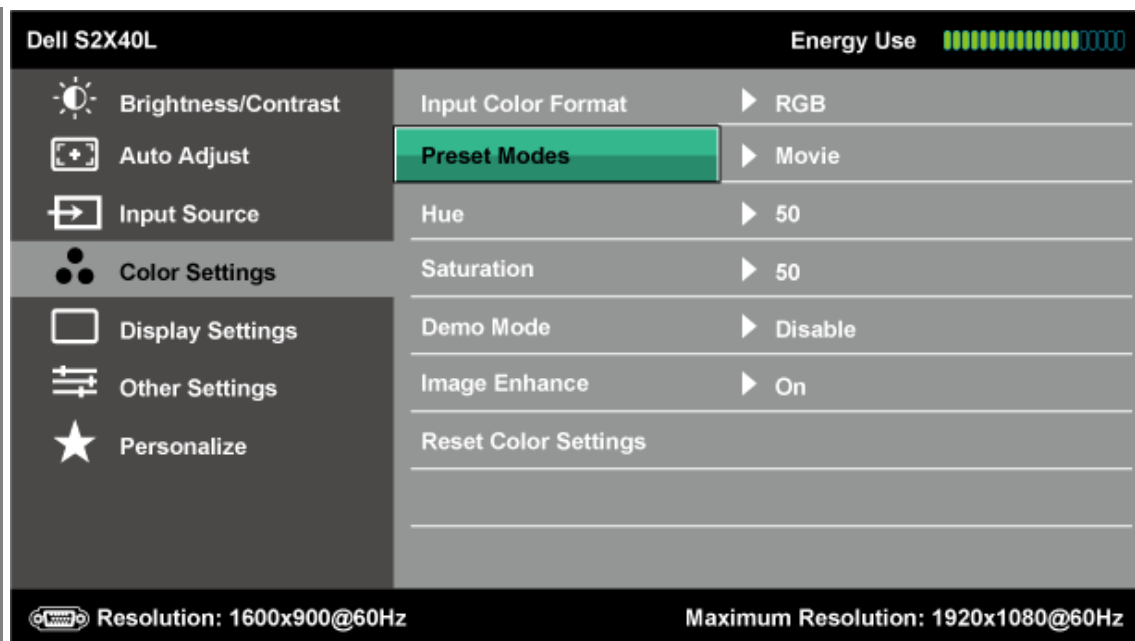 Dell S2X40L Energy Use
Brightness/Contrast Input Color Format RGB
Auto Adjust Preset Modes Movie
Input Source Hue 50
Color Settings Saturation 50
Display Settings Demo Mode Disable
Other Settings Image Enhance On
Personalize Reset Color Settings
Resolution: 1600x900@60Hz Maximum Resolution: 1920x1080@60Hz